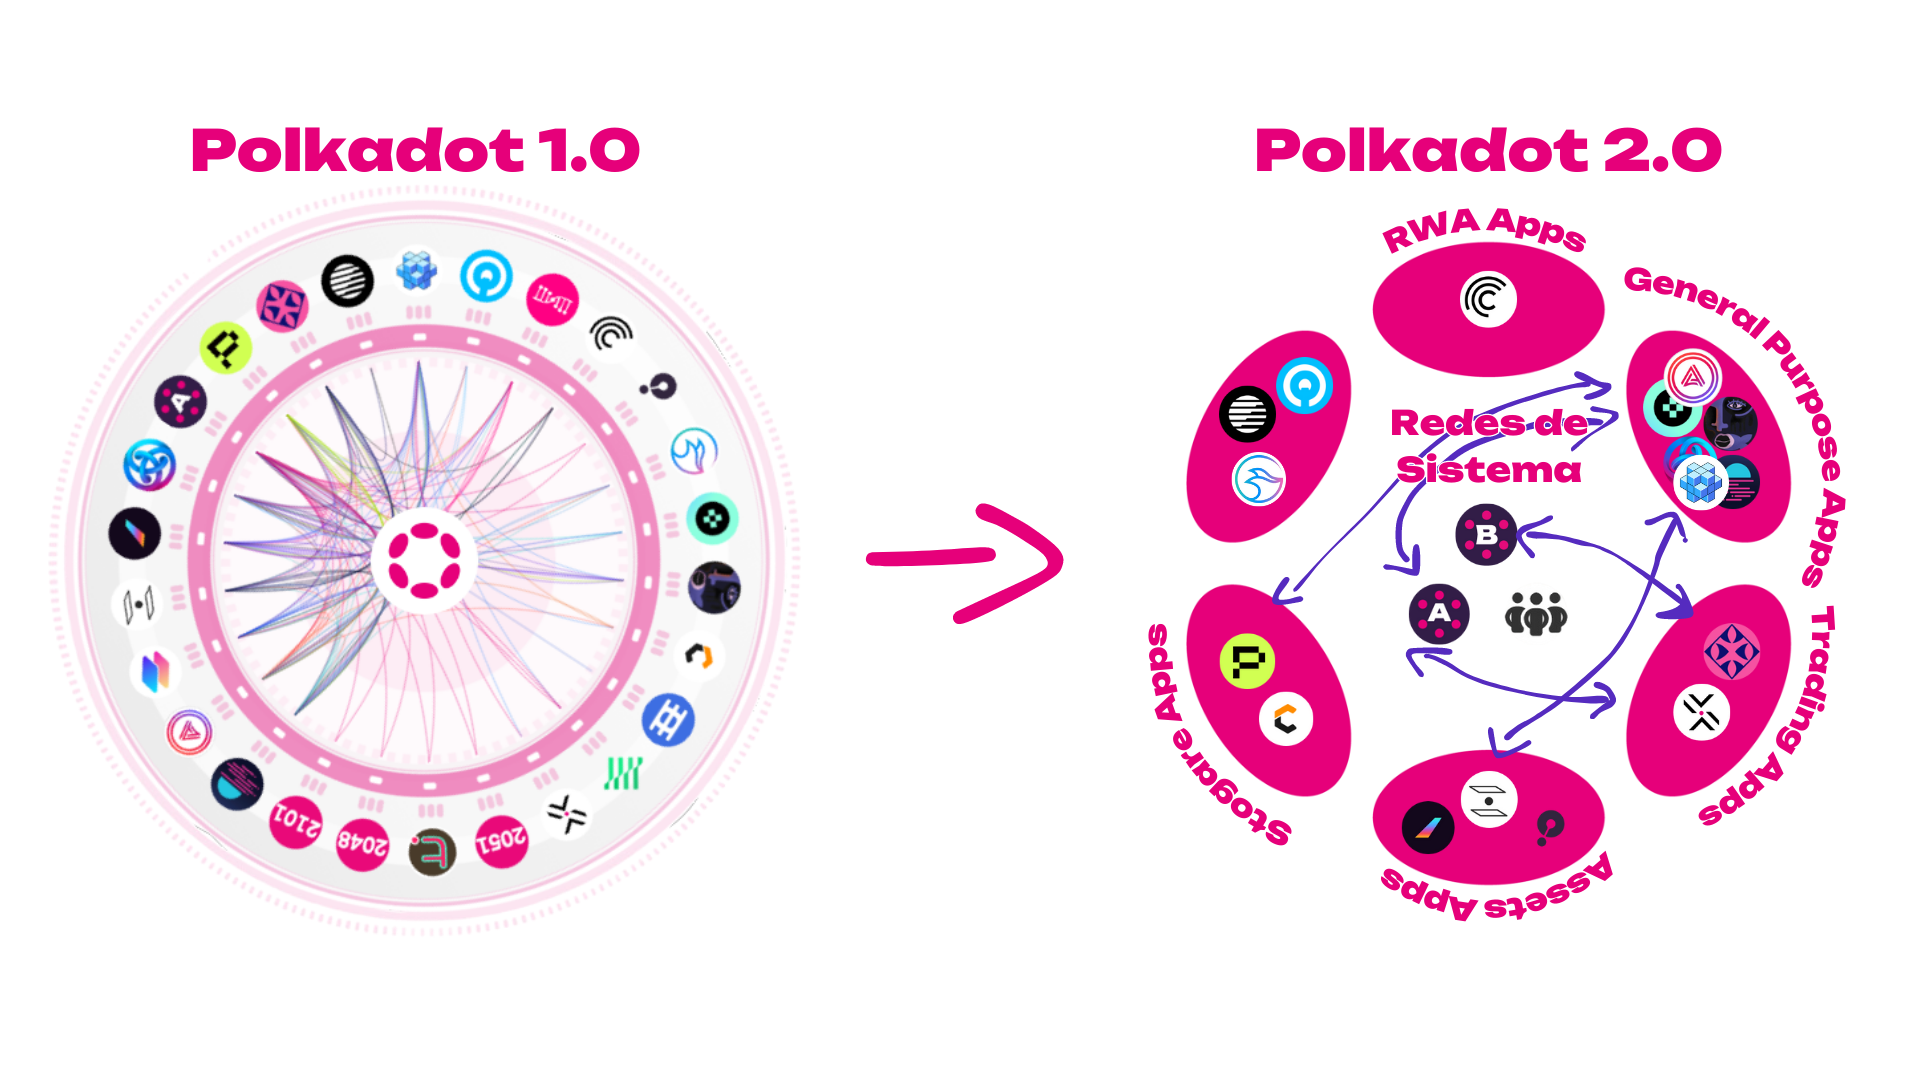 Polkadot 1.0
Polkadot 2.0
RWA Apps
General Purpose Apps
Redes de
Sistema
B
A
A
Trading Apps
Stogare Apps
Assets Apps
2101
2048
2051